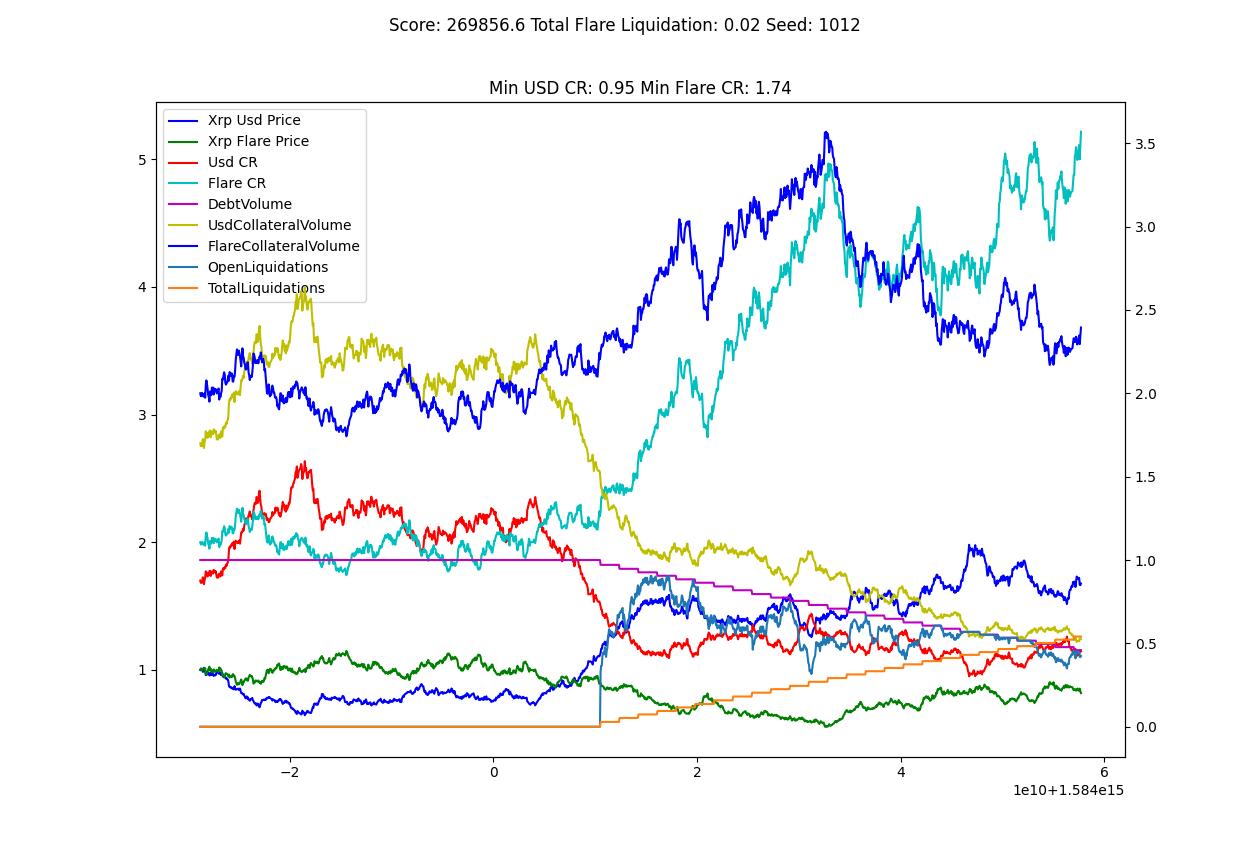 Score: 269856.6 Total Flare Liquidation: 0.02 Seed: 1012
Min USD CR: 0.95 Min Flare CR: 1.74
Xrp Usd Price
Xrp Flare Price
Usd CR
Flare CR
DebtVolume
UsdCollateralVolume
FlareCollateralVolume
OpenLiquidations
TotalLiquidations
5
4
3
2
1
3.5
3.0
2.5
2.0
1.5
1.0
0.5
0.0
−2
0
2
4
6
1e10+1.584e15